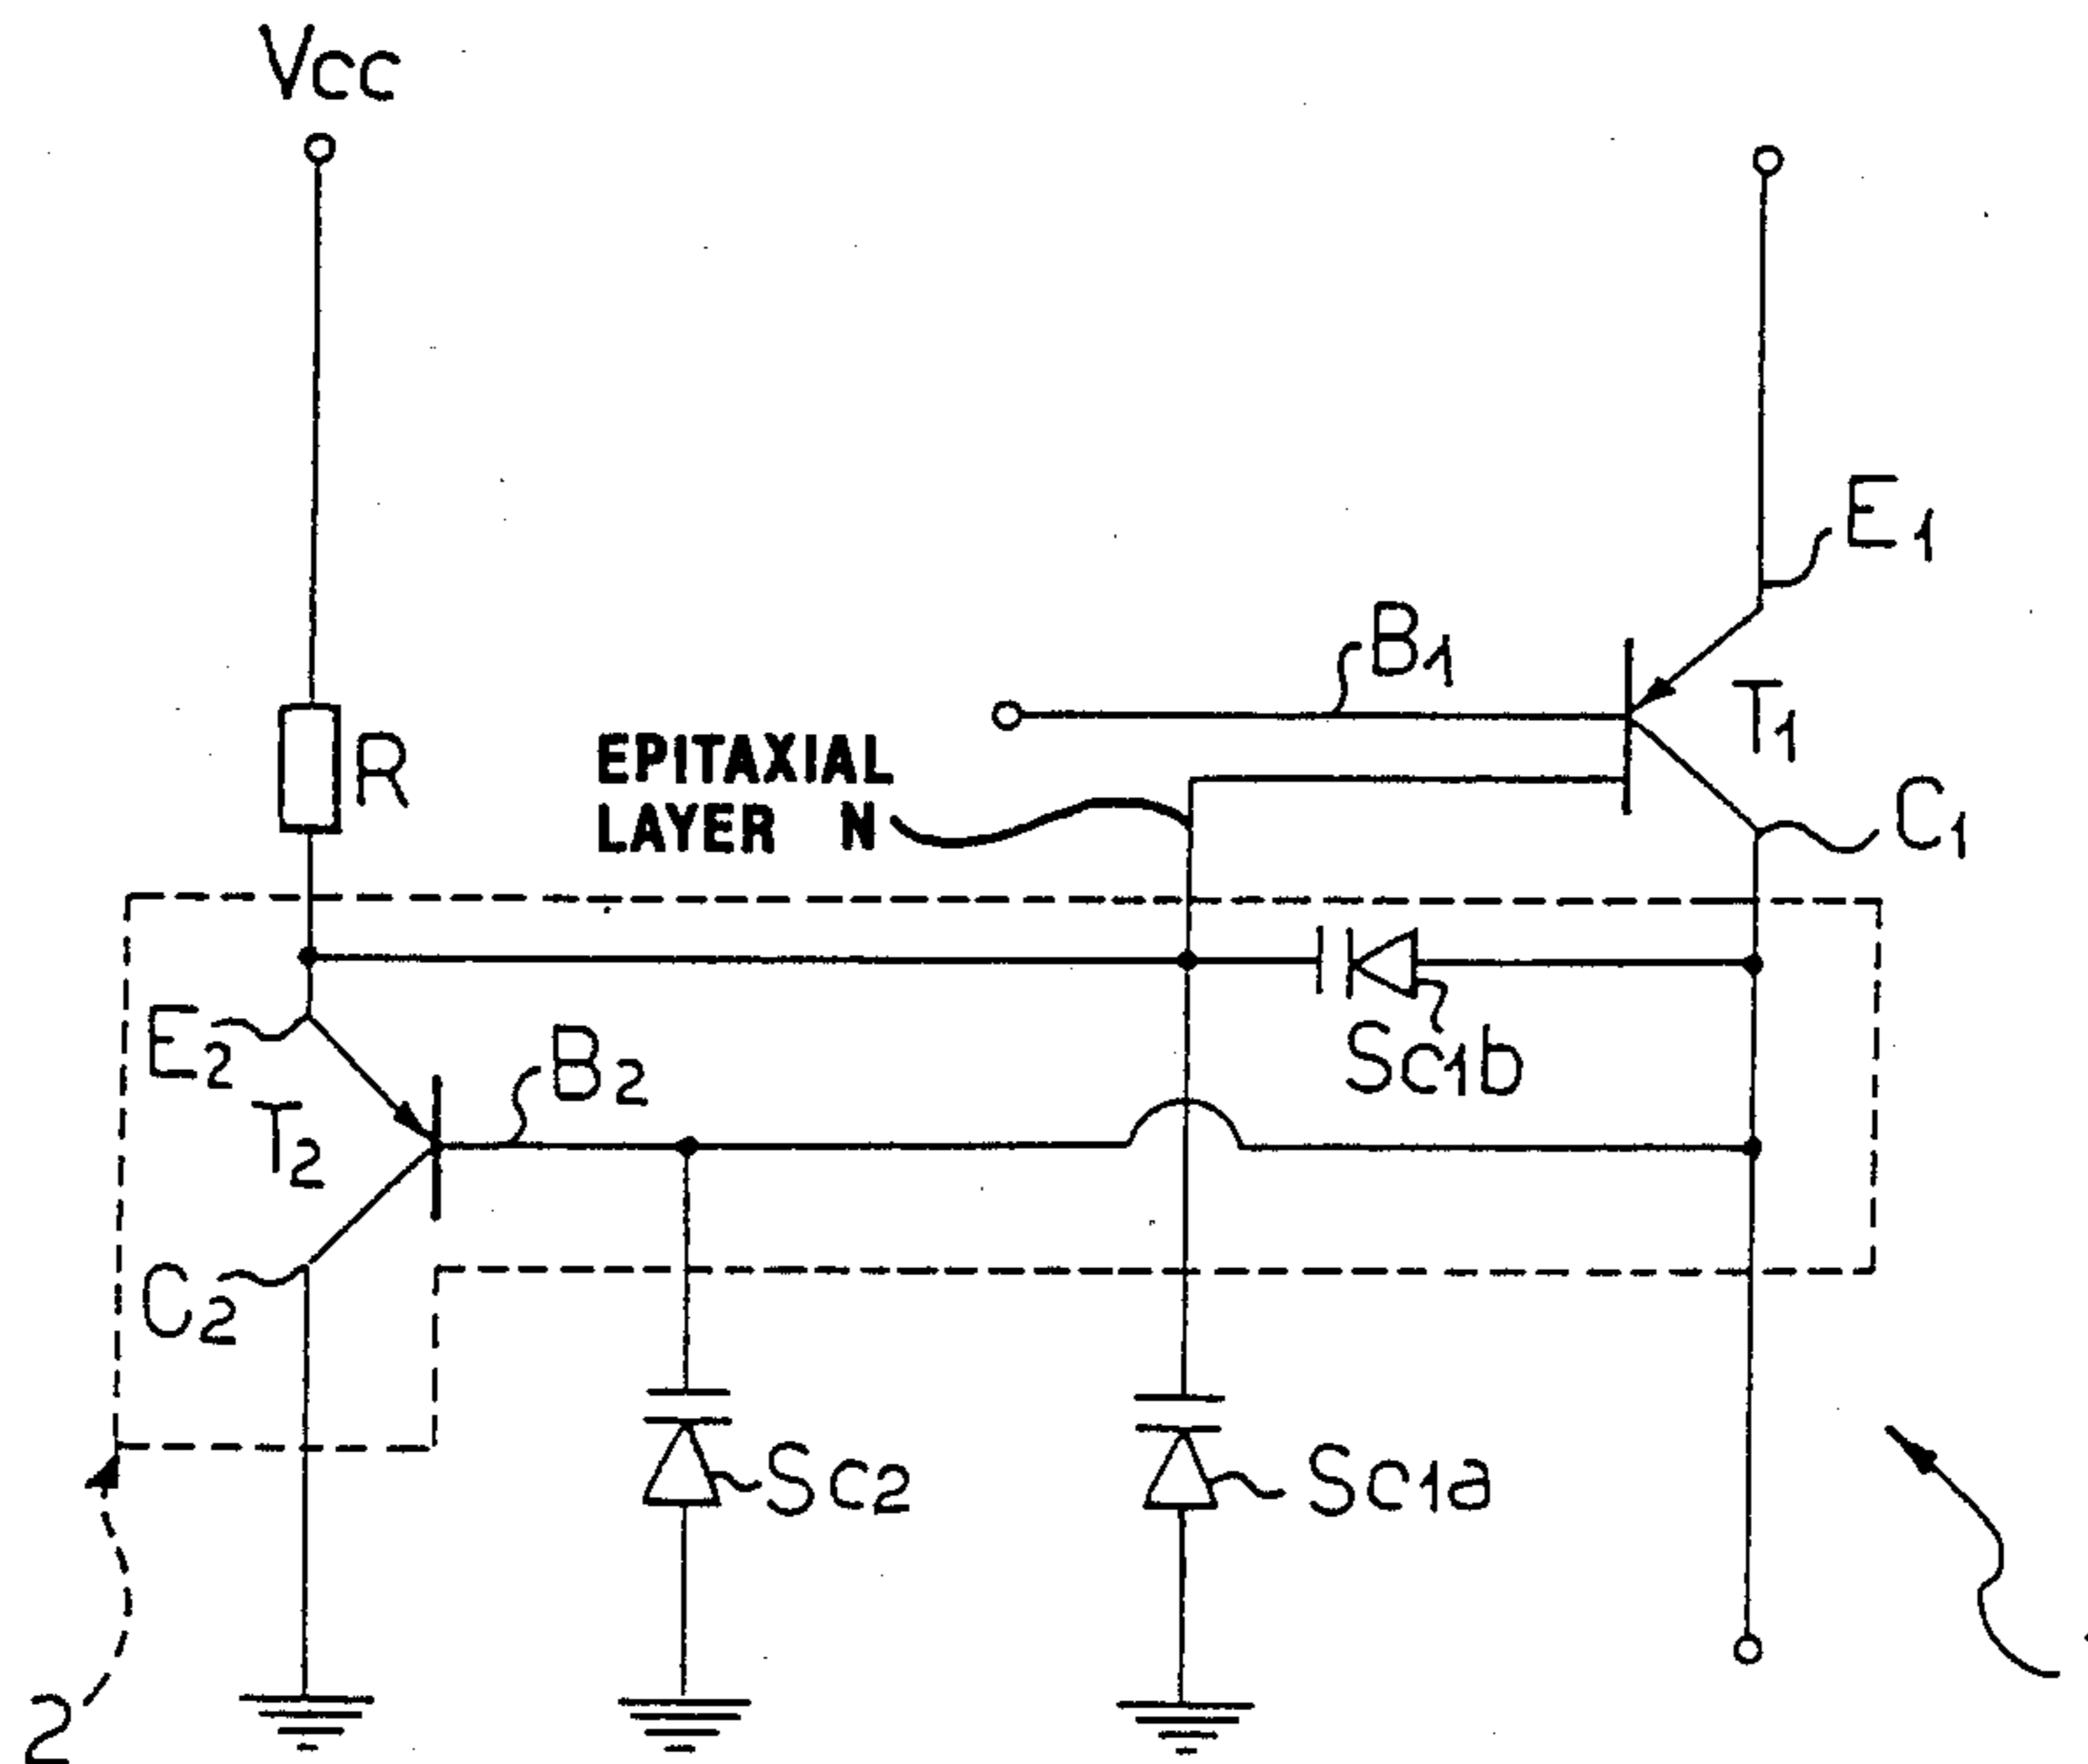 Vcc
E1
B1
T1
R
EPITAXIAL
LAYER N
C1
E2
B2
Sc1b
T2
C2
Sc2
Sc1a
2